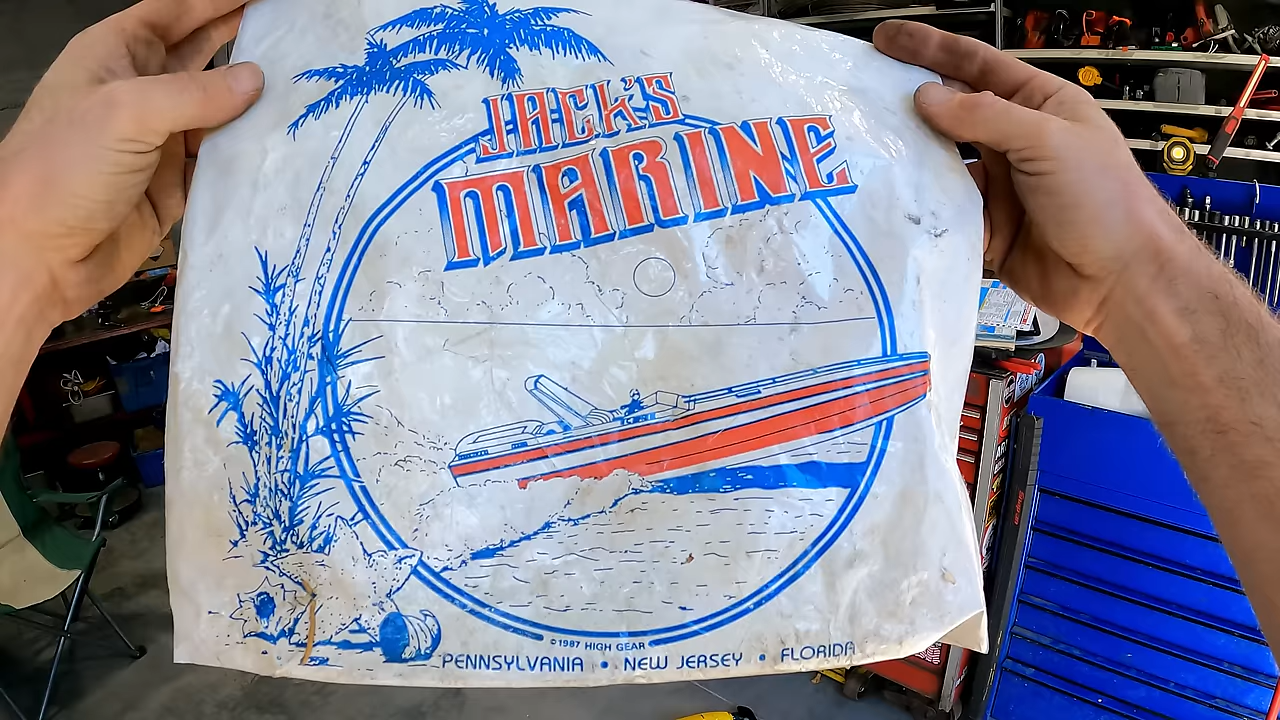 JACK'S
MARINE
©1987 HIGH GEAR
PENNSYLVANIA • NEW JERSEY • FLORIDA